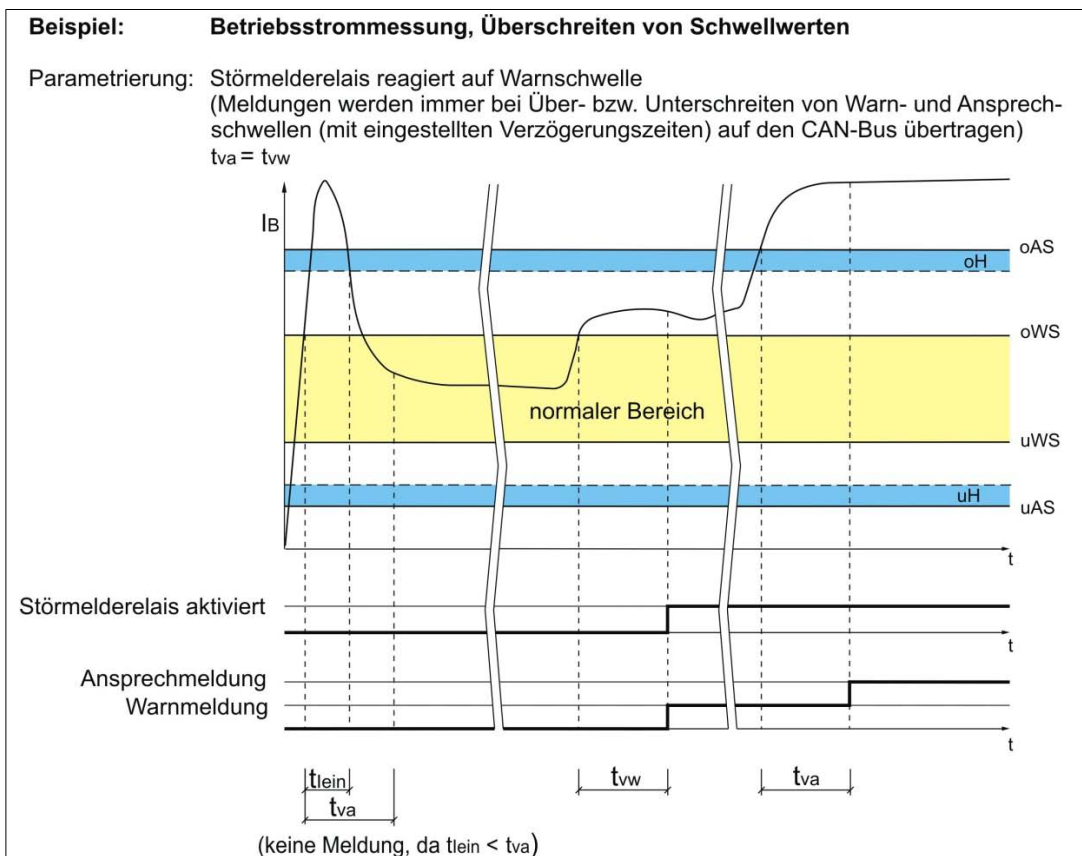 Beispiel: Betriebsstrommessung, Überschreiten von Schwellwerten
Parametrierung: Störmelderelais reagiert auf Warnschwelle
(Meldungen werden immer bei Über- bzw. Unterschreiten von Warn- und Ansprech-
schwellen (mit eingestellten Verzögerungszeiten) auf den CAN-Bus übertragen)
tva = tvw
IB
oAS
oH
oWS
normaler Bereich
uWS
uH
uAS
t
Störmelderelais aktiviert
t
Ansprechmeldung
Warnmeldung
t
tlein
tvw
tva
tva
(keine Meldung, da tlein < tva)